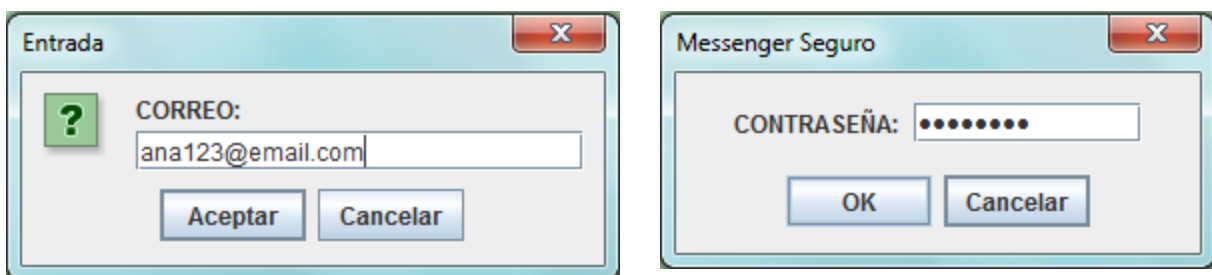 Entrada
CORREO:
ana123@email.com
Aceptar Cancelar
Messenger Seguro
CONTRASEÑA: ••••••••
OK Cancelar